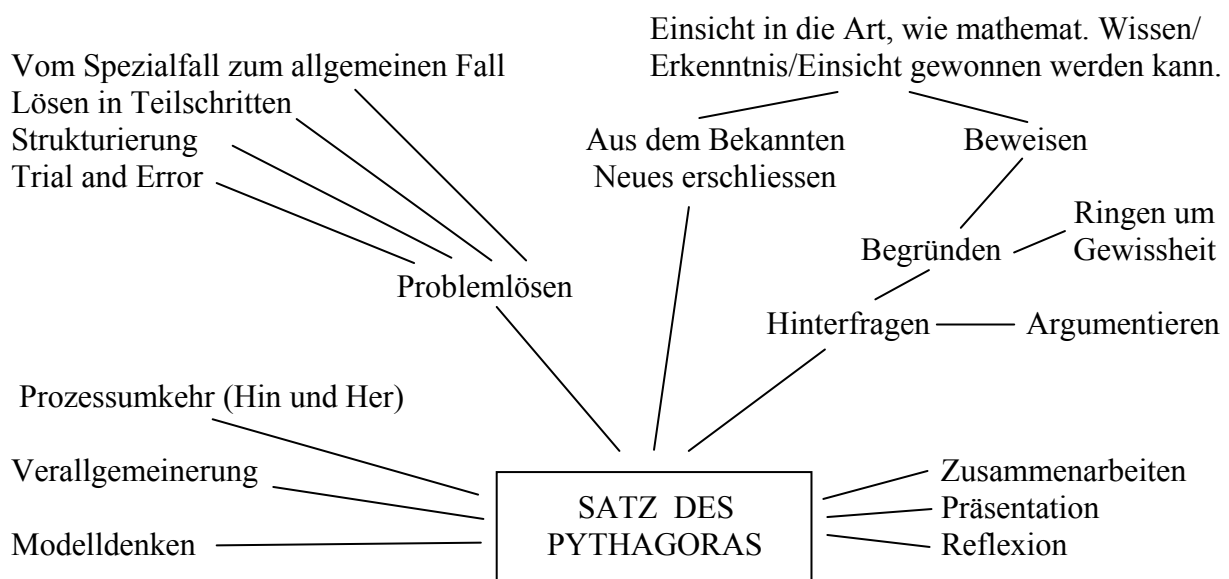 Einsicht in die Art, wie mathemat. Wissen/
Erkenntnis/Einsicht gewonnen werden kann.
Vom Spezialfall zum allgemeinen Fall
Lösen in Teilschritten
Strukturierung
Trial and Error
Aus dem Bekannten
Neues erschliessen
Beweisen
Ringen um
Gewissheit
Begründen
Problemlösen
Hinterfragen
Argumentieren
Prozessumkehr (Hin und Her)
Verallgemeinerung
Modelldenken
SATZ DES
PYTHAGORAS
Zusammenarbeiten
Präsentation
Reflexion